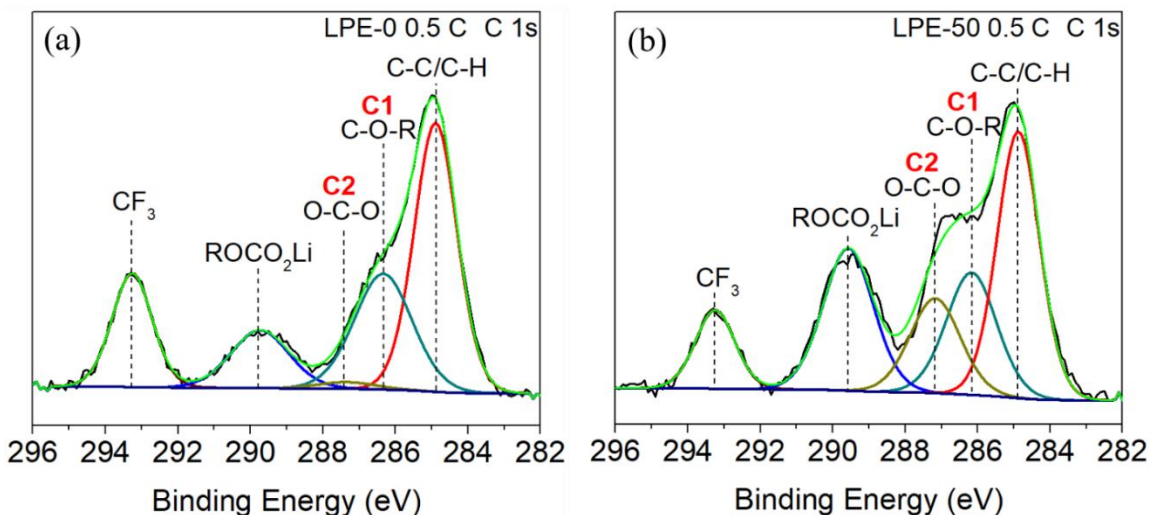 (a)
LPE-0 0.5 C C 1s
C-C/C-H
C1
C-O-R
C2
O-C-O
CF₃
ROCO₂Li
296 294 292 290 288 286 284 282
Binding Energy (eV)
(b)
LPE-50 0.5 C C 1s
C-C/C-H
C1
C-O-R
C2
O-C-O
ROCO₂Li
CF₃
296 294 292 290 288 286 284 282
Binding Energy (eV)